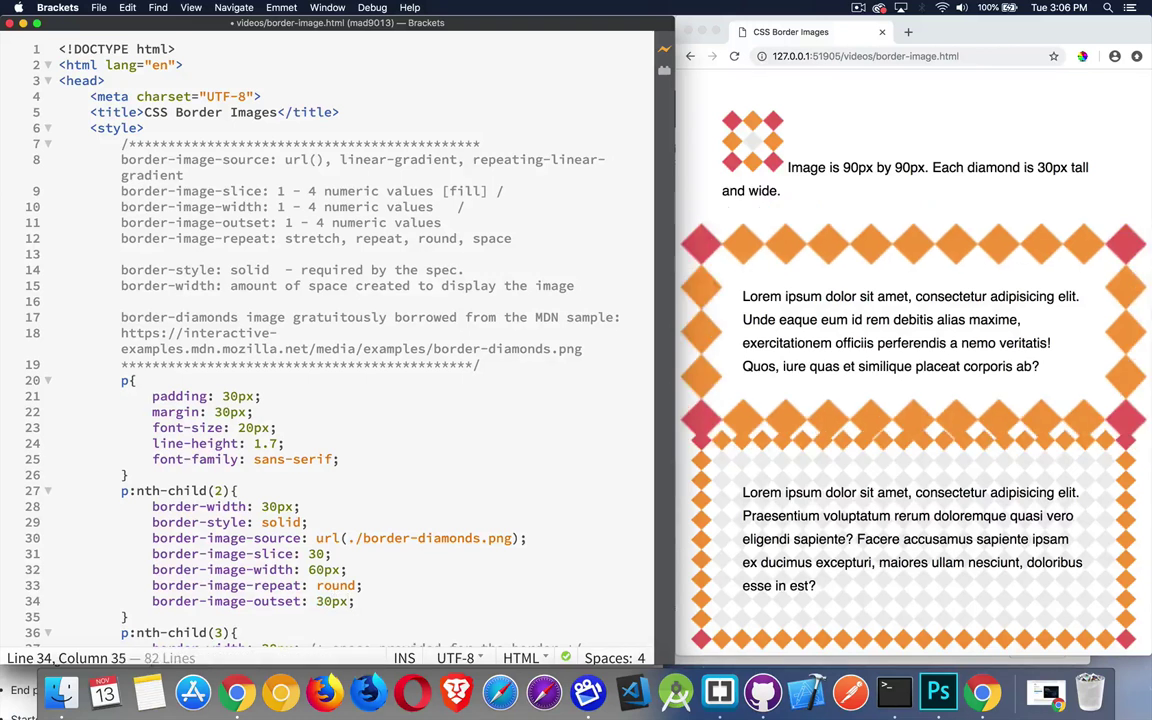 Brackets File Edit Find View Navigate Emmet Window Debug Help 100% Tue 3:06 PM
• videos/border-image.html (mad9013) — Brackets
1 <!DOCTYPE html>
2 <html lang="en">
3 <head>
4 <meta charset="UTF-8">
5 <title>CSS Border Images</title>
6 <style>
7 /********************************************
8 border-image-source: url(), linear-gradient, repeating-linear-
gradient
9 border-image-slice: 1 - 4 numeric values [fill] /
10 border-image-width: 1 - 4 numeric values /
11 border-image-outset: 1 - 4 numeric values
12 border-image-repeat: stretch, repeat, round, space
13
14 border-style: solid - required by the spec.
15 border-width: amount of space created to display the image
16
17 border-diamonds image gratuitously borrowed from the MDN sample:
18 https://interactive-
examples.mdn.mozilla.net/media/examples/border-diamonds.png
19 ********************************************/
20 p{
21 padding: 30px;
22 margin: 30px;
23 font-size: 20px;
24 line-height: 1.7;
25 font-family: sans-serif;
26 }
27 p:nth-child(2){
28 border-width: 30px;
29 border-style: solid;
30 border-image-source: url(./border-diamonds.png);
31 border-image-slice: 30;
32 border-image-width: 60px;
33 border-image-repeat: round;
34 border-image-outset: 30px;
35 }
36 p:nth-child(3){
Line 34, Column 35 — 82 Lines
INS UTF-8 HTML Spaces: 4
CSS Border Images
127.0.0.1:51905/videos/border-image.html
Image is 90px by 90px. Each diamond is 30px tall
and wide.
Lorem ipsum dolor sit amet, consectetur adipisicing elit.
Unde eaque eum id rem debitis alias maxime,
exercitationem officiis perferendis a nemo veritatis!
Quos, iure quas et similique placeat corporis ab?
Lorem ipsum dolor sit amet, consectetur adipisicing elit.
Praesentium voluptatum rerum doloremque quasi vero
eligendi sapiente? Facere accusamus sapiente ipsam
ex ducimus excepturi, maiores ullam nesciunt, doloribus
esse in est?
• End p
NOV
13
Ps